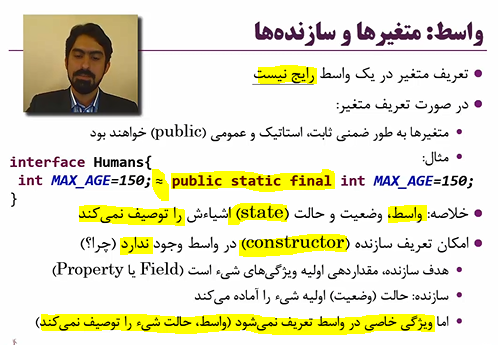 واسط: متغیرها و سازنده‌ها
تعریف متغیر در یک واسط رایج نیست
در صورت تعریف متغیر:
متغیرها به طور ضمنی ثابت، استاتیک و عمومی (public) خواهند بود
مثال:
interface Humans{
int MAX_AGE=150; ≈ public static final int MAX_AGE=150;
}
خلاصه: واسط، وضعیت و حالت (state) اشیاءش را توصیف نمی‌کند
امکان تعریف سازنده (constructor) در واسط وجود ندارد (چرا؟)
هدف سازنده، مقداردهی اولیه ویژگی‌های شیء است (Field یا Property)
سازنده: حالت (وضعیت) اولیه شیء را آماده می‌کند
اما ویژگی خاصی در واسط تعریف نمی‌شود (واسط، حالت شیء را توصیف نمی‌کند)